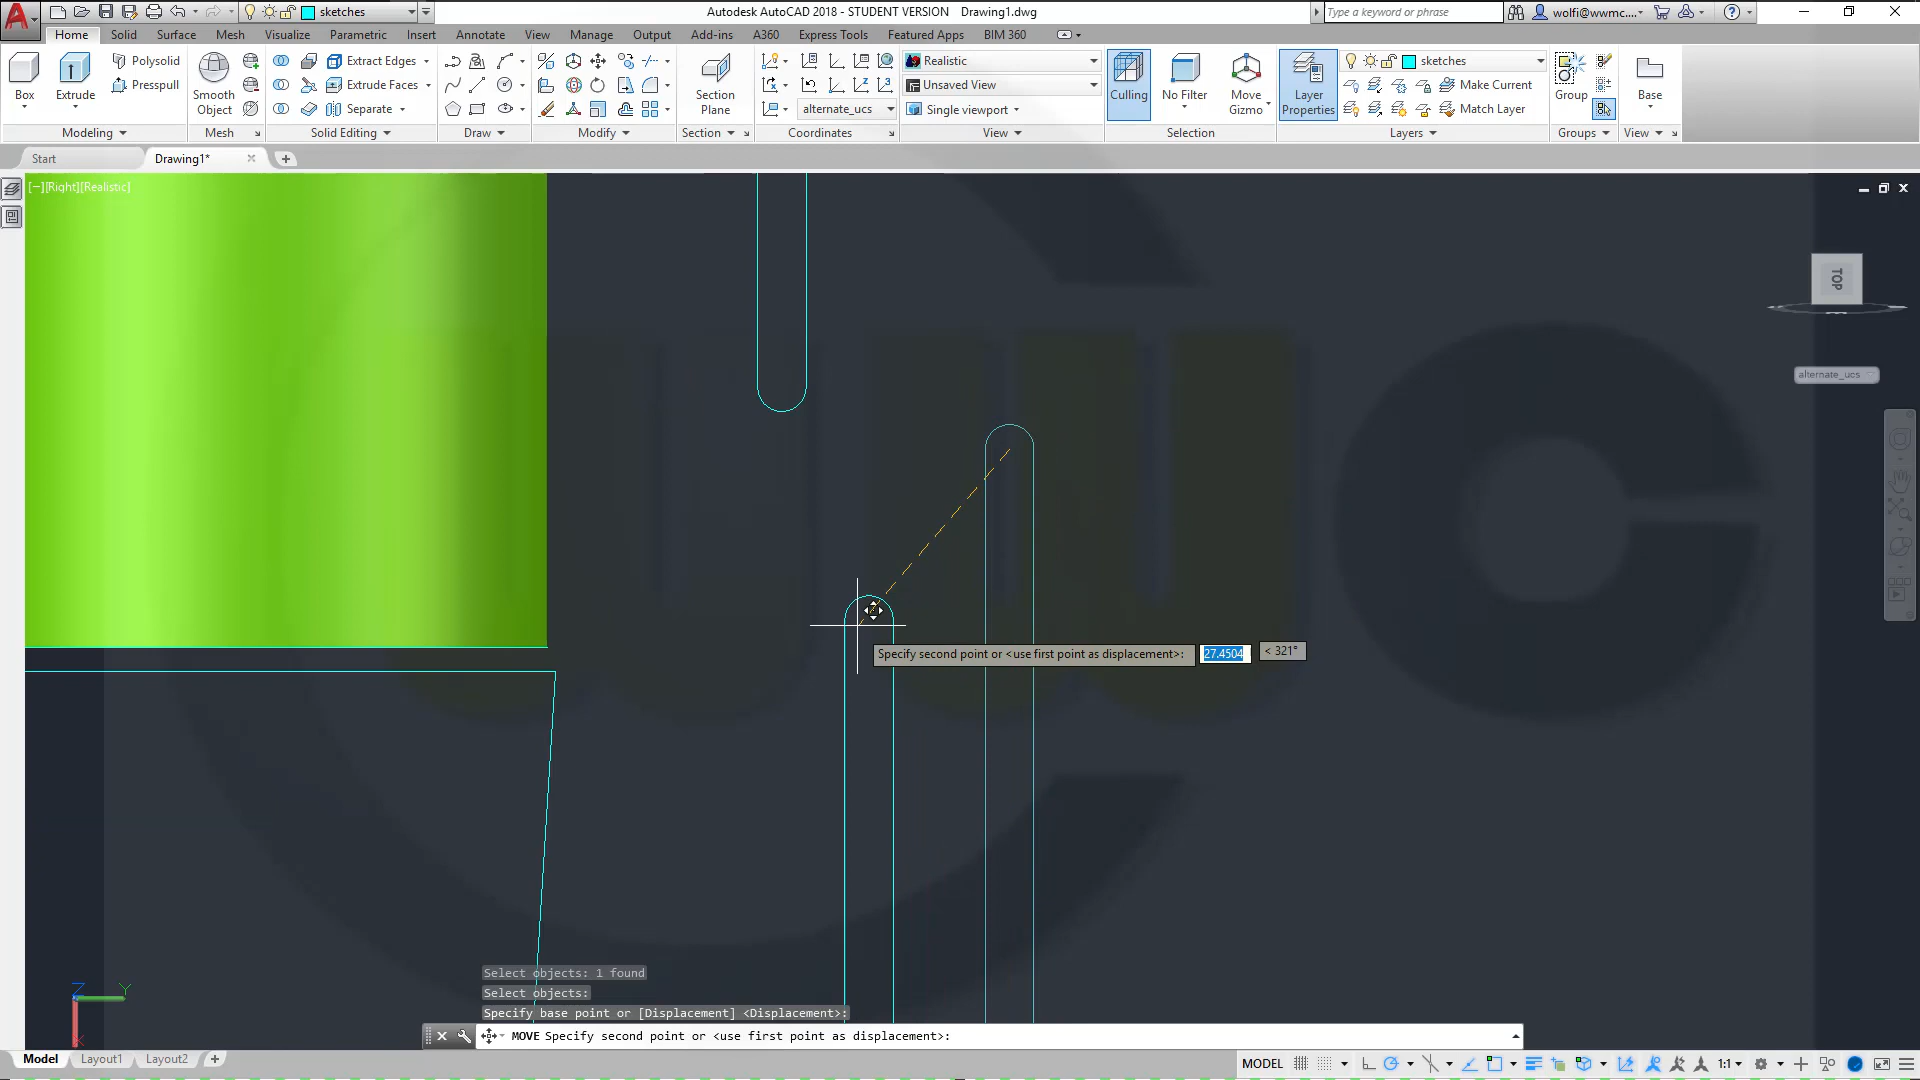 sketches
Autodesk AutoCAD 2018 - STUDENT VERSION Drawing1.dwg
Type a keyword or phrase
wolfi@wwmc....
Home Solid Surface Mesh Visualize Parametric Insert Annotate View Manage Output Add-ins A360 Express Tools Featured Apps BIM 360
Box
Extrude
Polysolid
Presspull
Smooth
Object
Extract Edges
Extrude Faces
Separate
Section
Plane
alternate_ucs
Realistic
Unsaved View
Single viewport
Culling
No Filter
Move
Gizmo
Layer
Properties
sketches
Make Current
Match Layer
Group
Base
Modeling Mesh Solid Editing Draw Modify Section Coordinates View Selection Layers Groups View
Start Drawing1*
[−][Right][Realistic]
TOP
alternate_ucs
Specify second point or <use first point as displacement>: 27.4504 < 321°
Select objects: 1 found
Select objects:
Specify base point or [Displacement] <Displacement>:
MOVE Specify second point or <use first point as displacement>:
Z
Y
X
Model Layout1 Layout2
MODEL
1:1